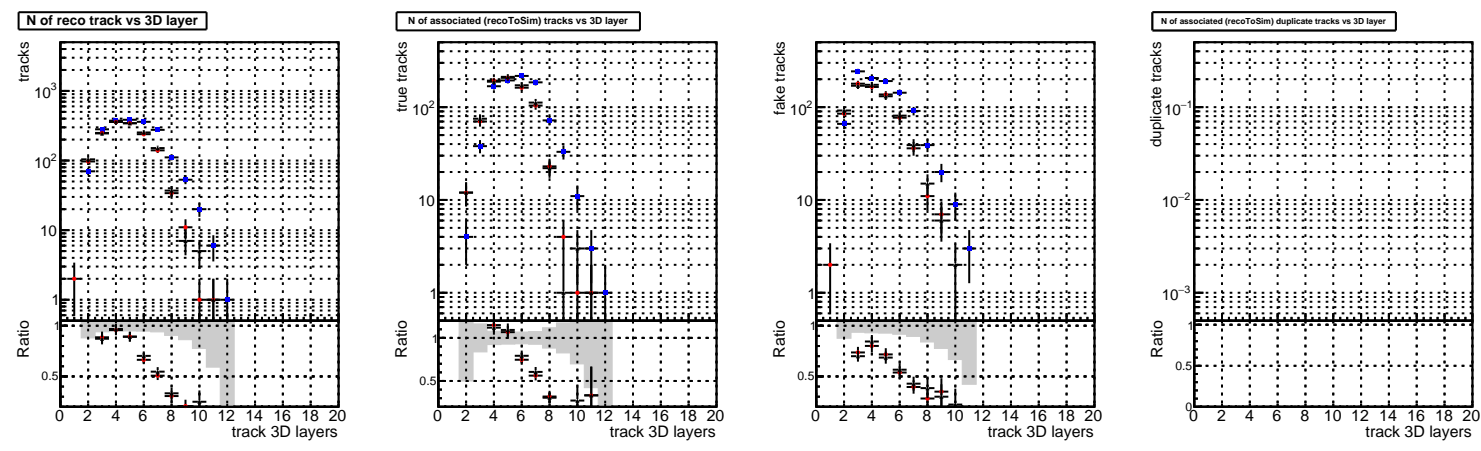 N of reco track vs 3D layer
tracks
10³
10²
10
1
Ratio
1
0.5
0 2 4 6 8 10 12 14 16 18 20
track 3D layers
N of associated (recoToSim) tracks vs 3D layer
true tracks
10²
10
1
Ratio
1
0.5
0 2 4 6 8 10 12 14 16 18 20
track 3D layers
fake tracks
10²
10
1
Ratio
1
0.5
0 2 4 6 8 10 12 14 16 18 20
track 3D layers
N of associated (recoToSim) duplicate tracks vs 3D layer
duplicate tracks
10⁻¹
10⁻²
10⁻³
Ratio
1
0.5
0
0 2 4 6 8 10 12 14 16 18 20
track 3D layers